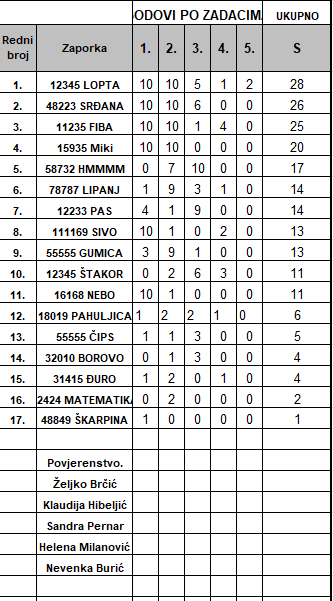 BODOVI PO ZADACIMA UKUPNO
Redni broj Zaporka 1. 2. 3. 4. 5. S
1. 12345 LOPTA 10 10 5 1 2 28
2. 48223 SRĐANA 10 10 6 0 0 26
3. 11235 FIBA 10 10 1 4 0 25
4. 15935 Miki 10 10 0 0 0 20
5. 58732 HMMMM 0 7 10 0 0 17
6. 78787 LIPANJ 1 9 3 1 0 14
7. 12233 PAS 4 1 9 0 0 14
8. 111169 SIVO 10 1 0 2 0 13
9. 55555 GUMICA 3 9 1 0 0 13
10. 12345 ŠTAKOR 0 2 6 3 0 11
11. 16168 NEBO 10 1 0 0 0 11
12. 18019 PAHULJICA 1 2 2 1 0 6
13. 55555 ČIPS 1 1 3 0 0 5
14. 32010 BOROVO 0 1 3 0 0 4
15. 31415 ĐURO 1 2 0 1 0 4
16. 2424 MATEMATIKA 0 2 0 0 0 2
17. 48849 ŠKARPINA 1 0 0 0 0 1
Povjerenstvo.
Željko Brčić
Klaudija Hibeljić
Sandra Pernar
Helena Milanović
Nevenka Burić